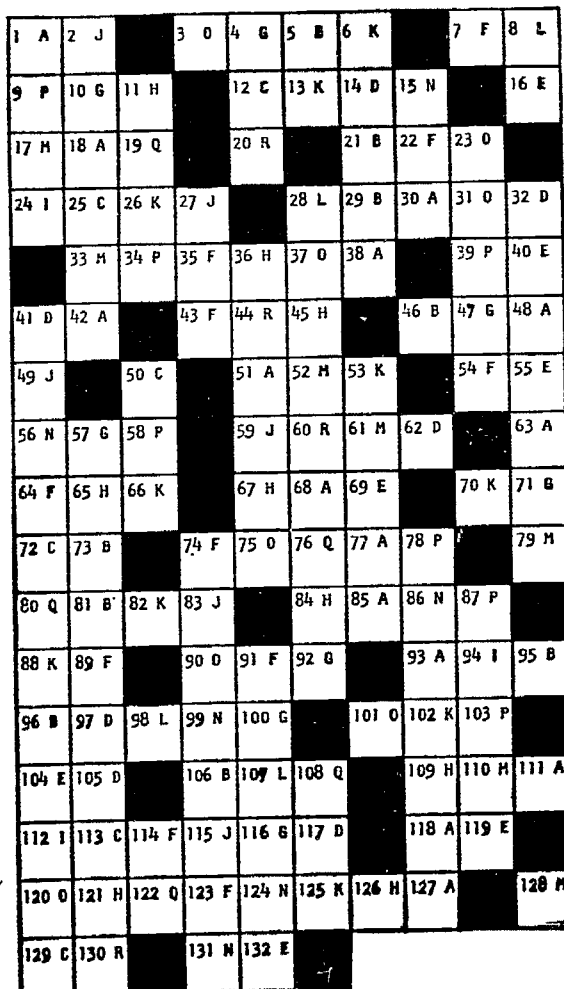 1 A 2 J 3 O 4 G 5 B 6 K 7 F 8 L
9 P 10 G 11 H 12 C 13 K 14 D 15 N 16 E
17 M 18 A 19 Q 20 R 21 B 22 F 23 O
24 I 25 C 26 K 27 J 28 L 29 B 30 A 31 O 32 D
33 M 34 P 35 F 36 H 37 O 38 A 39 P 40 E
41 D 42 A 43 F 44 R 45 H 46 B 47 G 48 A
49 J 50 C 51 A 52 M 53 K 54 F 55 E
56 N 57 G 58 P 59 J 60 R 61 M 62 D 63 A
64 F 65 H 66 K 67 H 68 A 69 E 70 K 71 G
72 C 73 B 74 F 75 O 76 Q 77 A 78 P 79 M
80 Q 81 B 82 K 83 J 84 H 85 A 86 N 87 P
88 K 89 F 90 O 91 F 92 G 93 A 94 I 95 B
96 B 97 D 98 L 99 N 100 G 101 O 102 K 103 P
104 E 105 D 106 B 107 L 108 Q 109 H 110 M 111 A
112 I 113 C 114 F 115 J 116 G 117 D 118 A 119 E
120 O 121 H 122 Q 123 F 124 N 125 K 126 H 127 A 128 M
129 C 130 R 131 N 132 E